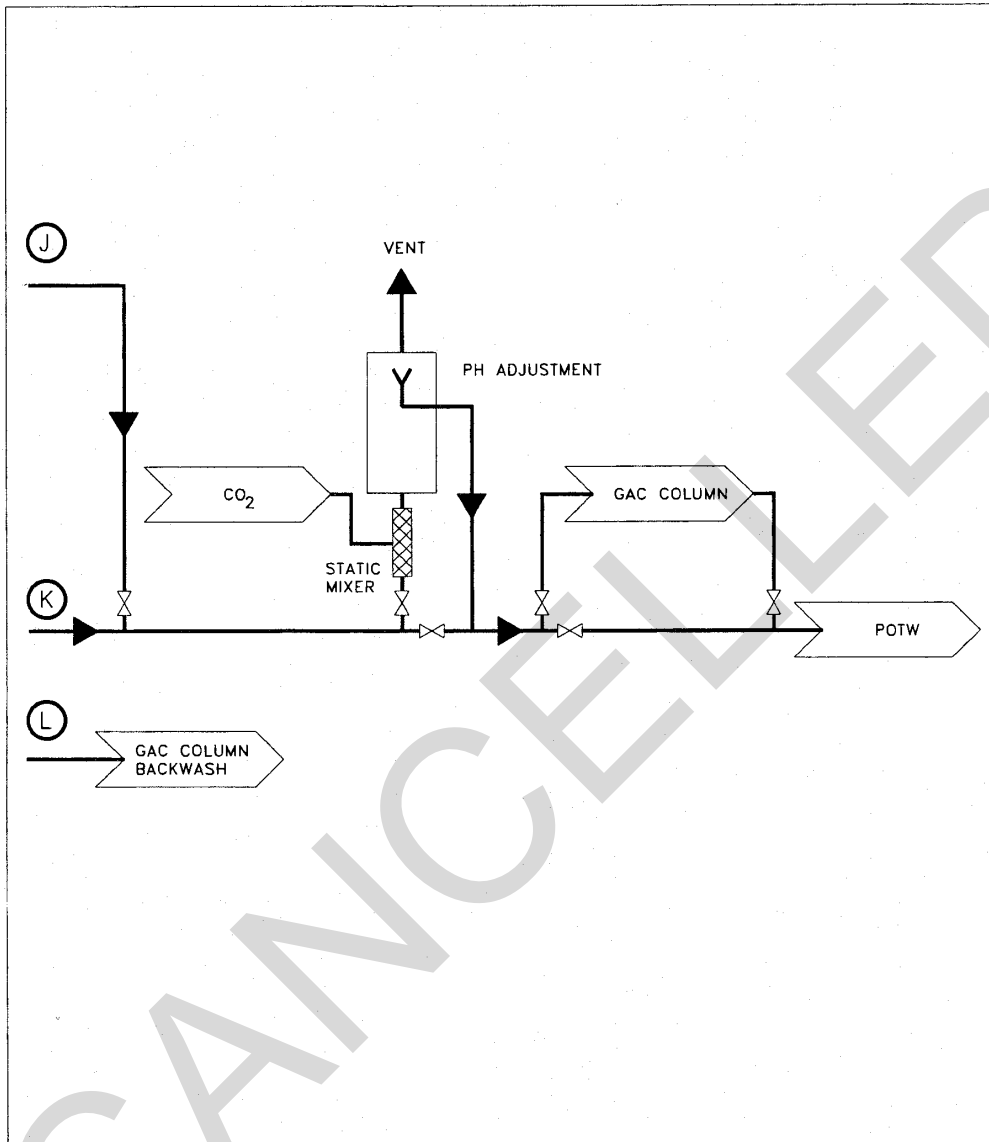 J
VENT
PH ADJUSTMENT
CO2
GAC COLUMN
STATIC
MIXER
K
POTW
L
GAC COLUMN
BACKWASH
CANCELLED